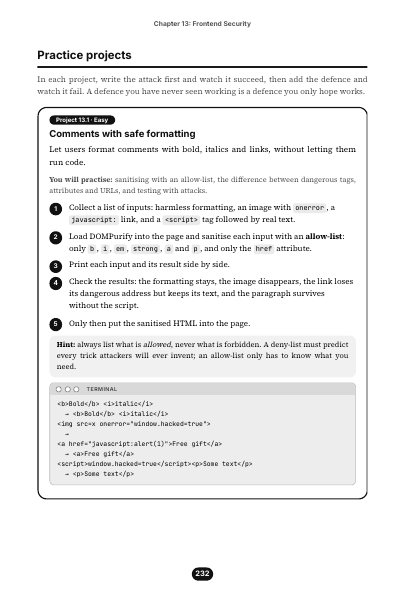 Chapter 13: Frontend Security
Practice projects
In each project, write the attack first and watch it succeed, then add the defence and
watch it fail. A defence you have never seen working is a defence you only hope works.
Project 13.1 · Easy
Comments with safe formatting
Let users format comments with bold, italics and links, without letting them
run code.
You will practise: sanitising with an allow-list, the difference between dangerous tags,
attributes and URLs, and testing with attacks.
1 Collect a list of inputs: harmless formatting, an image with onerror, a
javascript: link, and a <script> tag followed by real text.
2 Load DOMPurify into the page and sanitise each input with an allow-list:
only b, i, em, strong, a and p, and only the href attribute.
3 Print each input and its result side by side.
4 Check the results: the formatting stays, the image disappears, the link loses
its dangerous address but keeps its text, and the paragraph survives
without the script.
5 Only then put the sanitised HTML into the page.
Hint: always list what is allowed, never what is forbidden. A deny-list must predict
every trick attackers will ever invent; an allow-list only has to know what you
need.
TERMINAL
<b>Bold</b> <i>italic</i>
→ <b>Bold</b> <i>italic</i>
<img src=x onerror="window.hacked=true">
→
<a href="javascript:alert(1)">Free gift</a>
→ <a>Free gift</a>
<script>window.hacked=true</script><p>Some text</p>
→ <p>Some text</p>
232